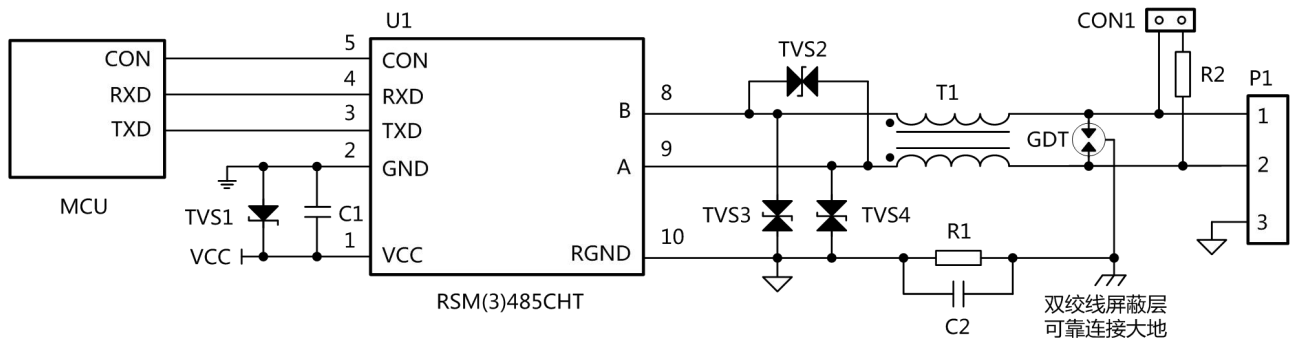 U1
CON1
TVS2
R2
P1
CON
5
CON
RXD
4
RXD
TXD
3
TXD
B
8
T1
1
GDT
2
GND
A
9
2
MCU
TVS1
C1
TVS3
TVS4
3
VCC
1
VCC
RGND
10
R1
C2
RSM(3)485CHT
双绞线屏蔽层
可靠连接大地